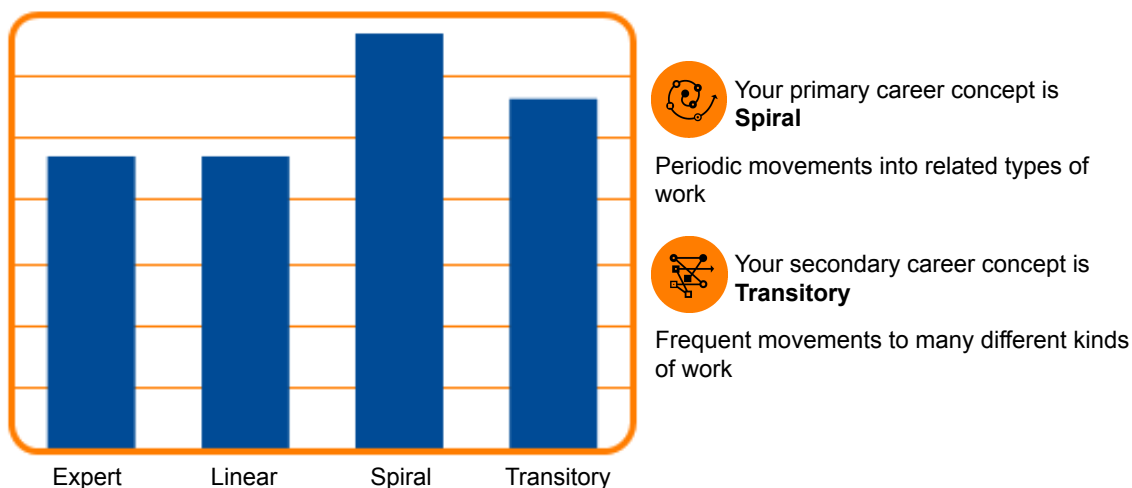 Your primary career concept is
Spiral
Periodic movements into related types of
work
Your secondary career concept is
Transitory
Frequent movements to many different kinds
of work
Expert
Linear
Spiral
Transitory